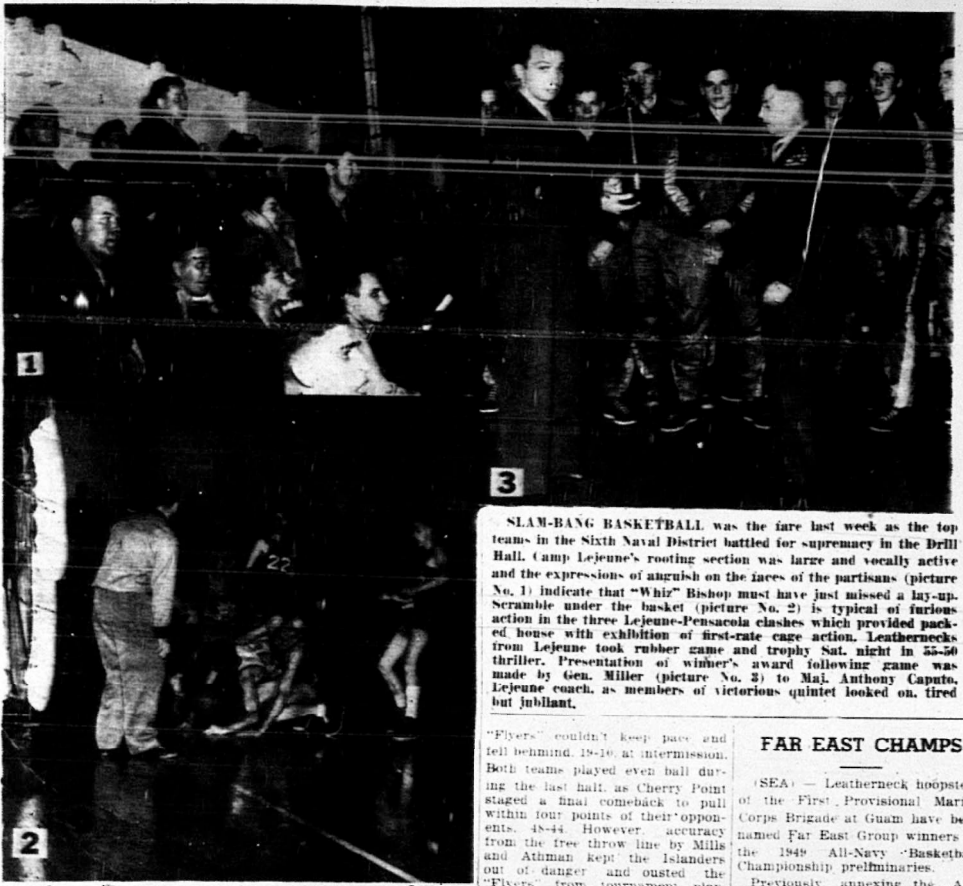 1
3
22
2
SLAM-BANG BASKETBALL was the fare last week as the top
teams in the Sixth Naval District battled for supremacy in the Drill
Hall. Camp Lejeune's rooting section was large and vocally active
and the expressions of anguish on the faces of the partisans (picture
No. 1) indicate that "Whiz" Bishop must have just missed a lay-up.
Scramble under the basket (picture No. 2) is typical of furious
action in the three Lejeune-Pensacola clashes which provided pack-
ed house with exhibition of first-rate cage action. Leathernecks
from Lejeune took rubber game and trophy Sat. night in 55-50
thriller. Presentation of winner's award following game was
made by Gen. Miller (picture No. 3) to Maj. Anthony Caputo,
Lejeune coach, as members of victorious quintet looked on, tired
but jubilant.
"Flyers" couldn't keep pace and
fell behmind, 19-10, at intermission.
Both teams played even ball dur-
ing the last half, as Cherry Point
staged a final comeback to pull
within four points of their oppon-
ents, 48-44. However, accuracy
from the free throw line by Mills
and Athman kept the Islanders
out of danger and ousted the
"Flyers" from tournament
FAR EAST CHAMPS
(SEA) — Leatherneck hoopst
of the First Provisional Mari
Corps Brigade at Guam have be
named Far East Group winners
the 1949 All-Navy Basketb
Championship preliminaries.
Previously annexing the A